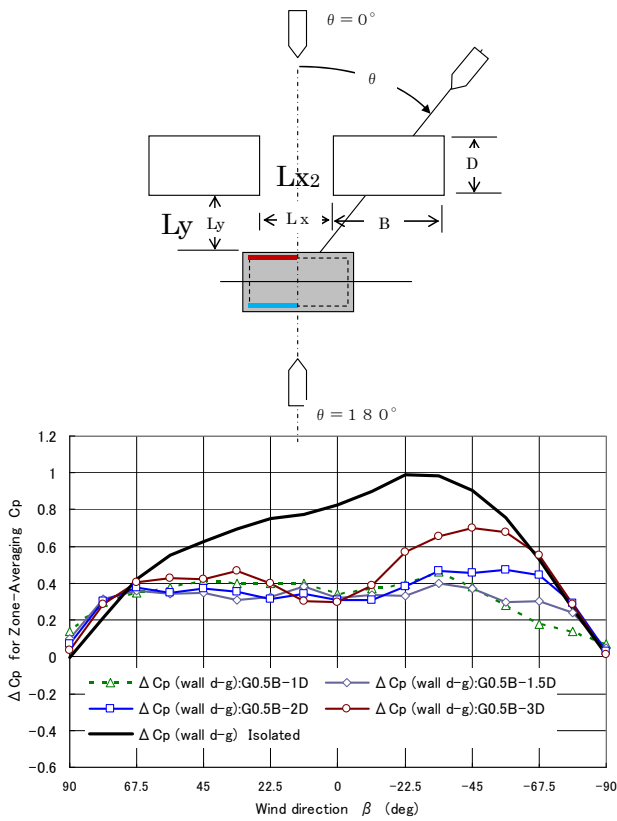 θ=0°
θ
Lx2
D
Ly
Ly
Lx
B
θ=180°
1.2
1
0.8
0.6
0.4
0.2
0
-0.2
-0.4
-0.6
Δ Cp for Zone-Averaging Cp
Δ Cp (wall d-g):G0.5B-1D
Δ Cp (wall d-g):G0.5B-1.5D
Δ Cp (wall d-g):G0.5B-2D
Δ Cp (wall d-g):G0.5B-3D
Δ Cp (wall d-g) Isolated
90 67.5 45 22.5 0 -22.5 -45 -67.5 -90
Wind direction β (deg)